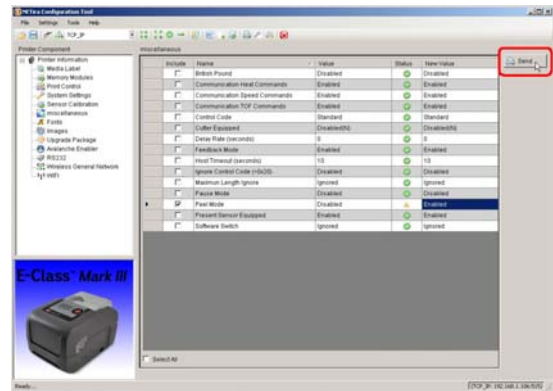 NETira Configuration Tool
File Settings Tools Help
TCP_IP
Printer Component
Printer Information
Media Label
Memory Modules
Print Control
System Settings
Sensor Calibration
miscellaneous
Fonts
Images
Upgrade Package
Avalanche Enabler
RS232
Wireless General Network
WIFI
miscellaneous
Include Name Value Status New Value
British Pound Disabled Disabled
Communication Heat Commands Enabled Enabled
Communication Speed Commands Enabled Enabled
Communication TOF Commands Enabled Enabled
Control Code Standard Standard
Cutter Equipped Disabled(N) Disabled(N)
Delay Rate (seconds) 0 0
Feedback Mode Enabled Enabled
Host Timeout (seconds) 10 10
Ignore Control Code (<0x20) Disabled Disabled
Maximum Length Ignore Ignored Ignored
Pause Mode Disabled Disabled
Peel Mode Disabled Enabled
Present Sensor Equipped Enabled Enabled
Software Switch Ignored Ignored
Send
E-Class™ Mark III
Select All
Ready...